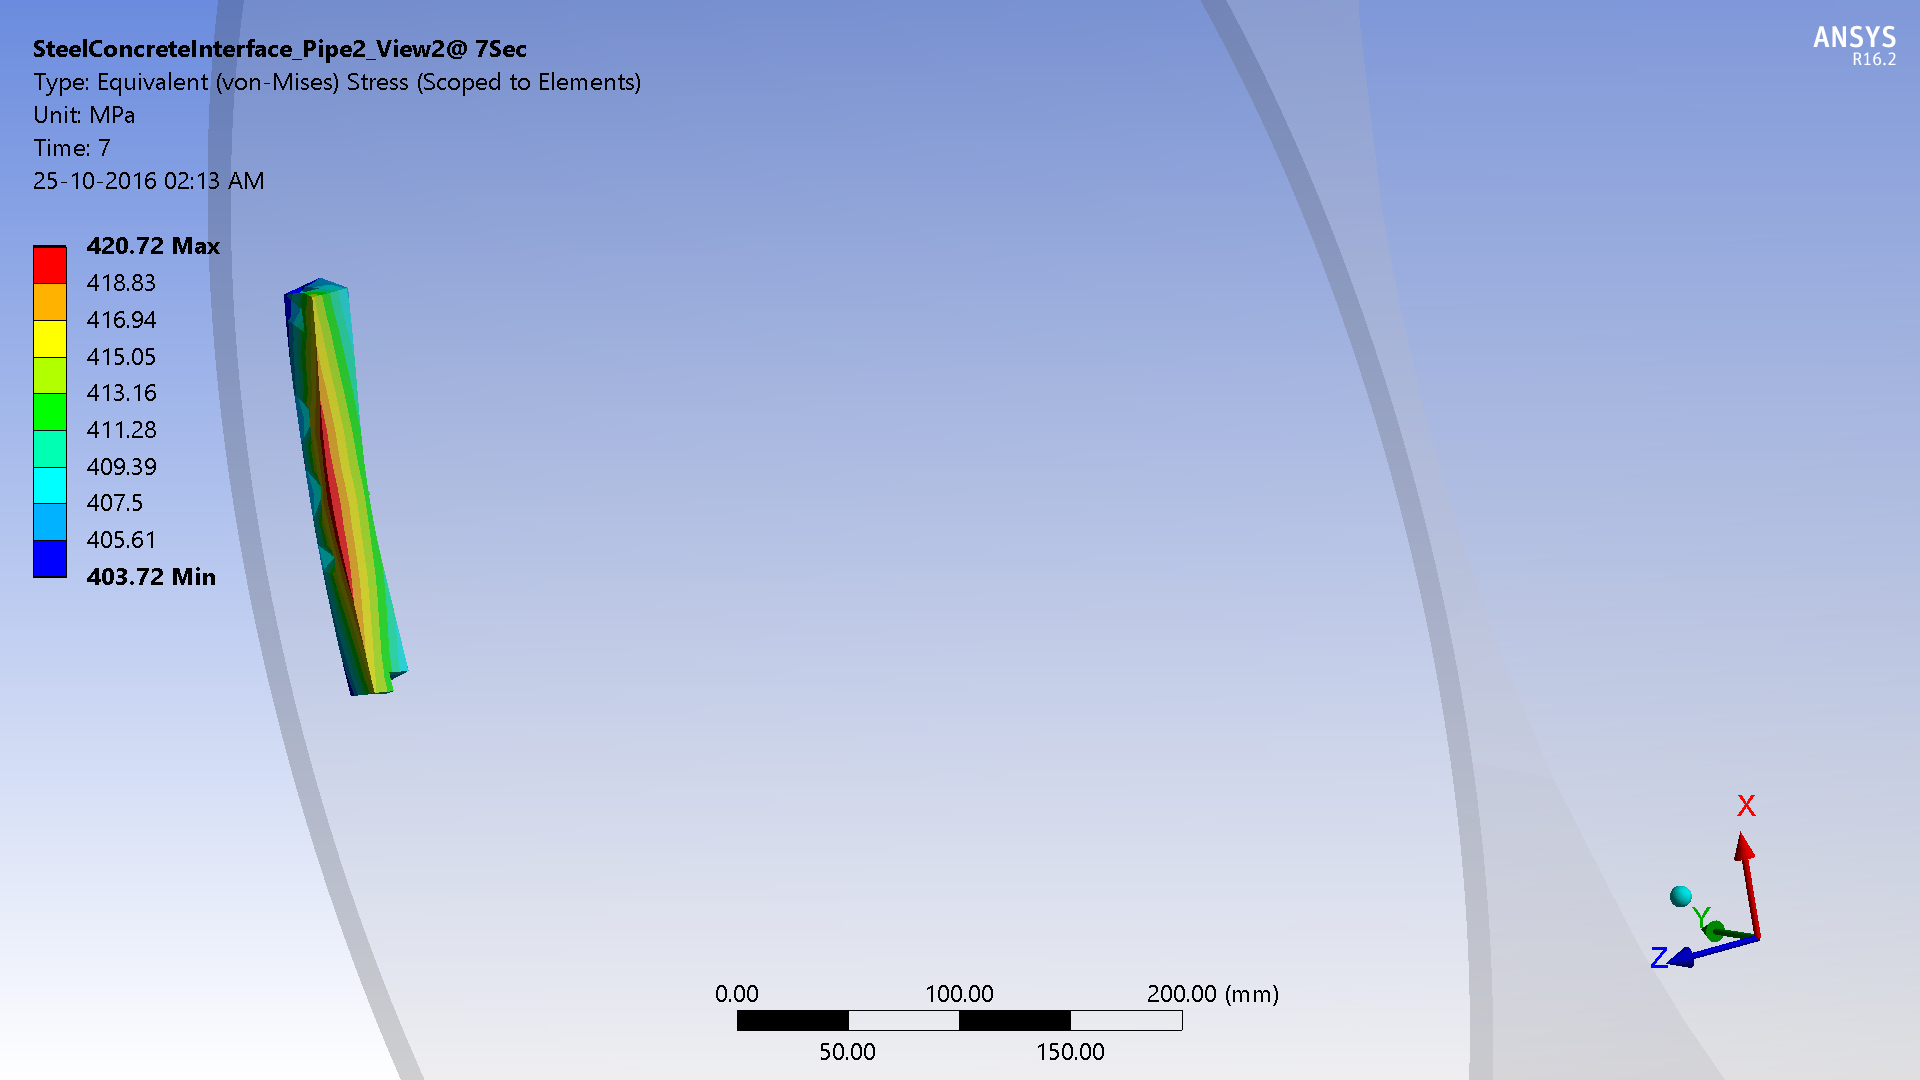 SteelConcreteInterface_Pipe2_View2@ 7Sec
Type: Equivalent (von-Mises) Stress (Scoped to Elements)
Unit: MPa
Time: 7
25-10-2016 02:13 AM
ANSYS
R16.2
420.72 Max
418.83
416.94
415.05
413.16
411.28
409.39
407.5
405.61
403.72 Min
X
Y
Z
0.00 100.00 200.00 (mm)
50.00 150.00